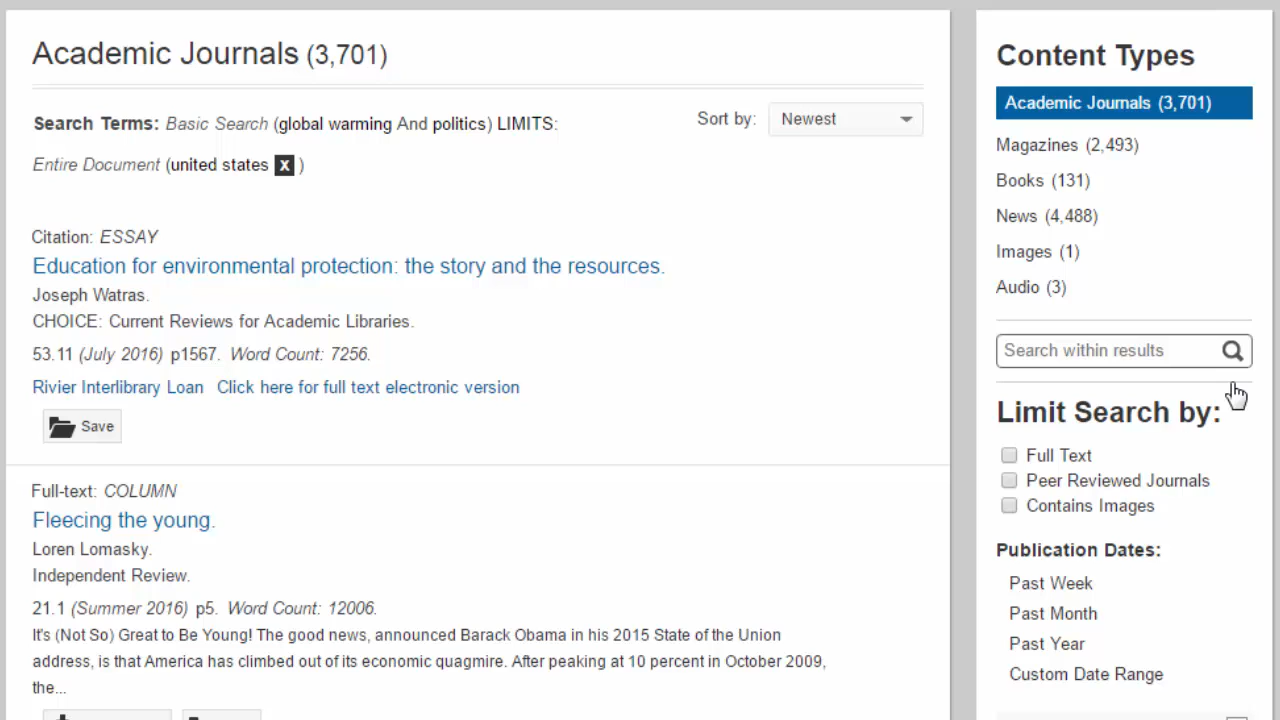 Academic Journals (3,701)
Search Terms: Basic Search (global warming And politics) LIMITS:
Entire Document (united states X )
Sort by: Newest
Citation: ESSAY
Education for environmental protection: the story and the resources.
Joseph Watras.
CHOICE: Current Reviews for Academic Libraries.
53.11 (July 2016) p1567. Word Count: 7256.
Rivier Interlibrary Loan Click here for full text electronic version
Save
Full-text: COLUMN
Fleecing the young.
Loren Lomasky.
Independent Review.
21.1 (Summer 2016) p5. Word Count: 12006.
It's (Not So) Great to Be Young! The good news, announced Barack Obama in his 2015 State of the Union
address, is that America has climbed out of its economic quagmire. After peaking at 10 percent in October 2009,
the...
Content Types
Academic Journals (3,701)
Magazines (2,493)
Books (131)
News (4,488)
Images (1)
Audio (3)
Search within results
Limit Search by:
Full Text
Peer Reviewed Journals
Contains Images
Publication Dates:
Past Week
Past Month
Past Year
Custom Date Range